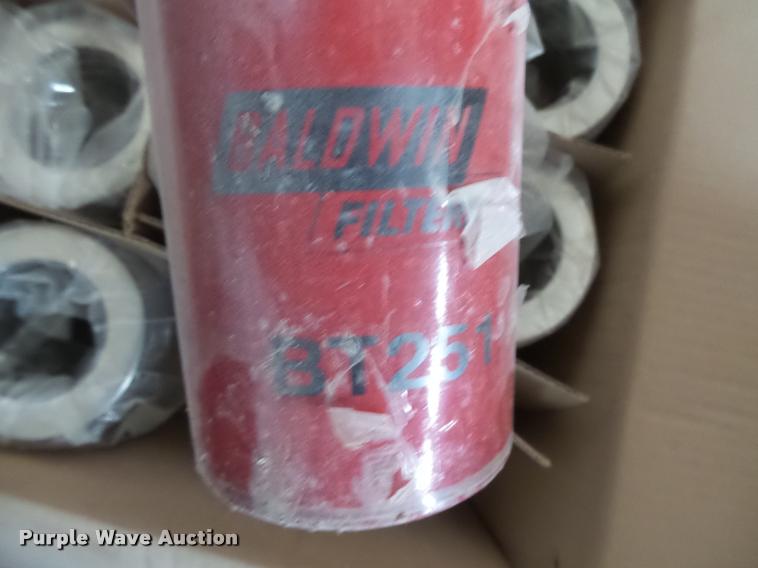 BALDWIN
FILTER
BT251
Purple Wave Auction®